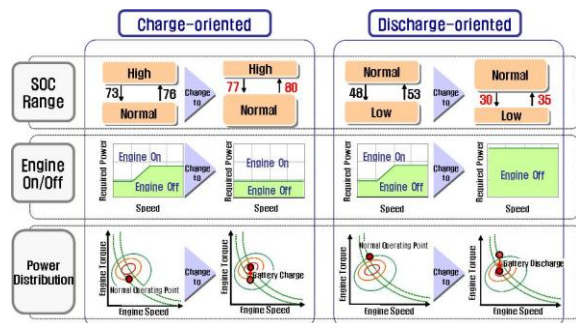 Charge-oriented
Discharge-oriented
SOC
Range
High
73
76
Normal
Change
to
High
77
80
Normal
Normal
48
53
Low
Change
to
Normal
30
35
Low
Engine
On/Off
Required Power
Engine On
Engine Off
Speed
Change
to
Required Power
Engine On
Engine Off
Speed
Required Power
Engine On
Engine Off
Speed
Change
to
Required Power
Engine Off
Speed
Power
Distribution
Engine Torque
Normal Operating Point
Engine Speed
Change
to
Engine Torque
Battery Charge
Engine Speed
Engine Torque
Normal Operating Point
Engine Speed
Change
to
Engine Torque
Battery Discharge
Engine Speed